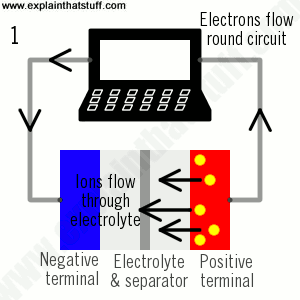 www.explainthatstuff.com
1
Electrons flow
round circuit
Ions flow
through
electrolyte
Negative
terminal
Electrolyte
& separator
Positive
terminal